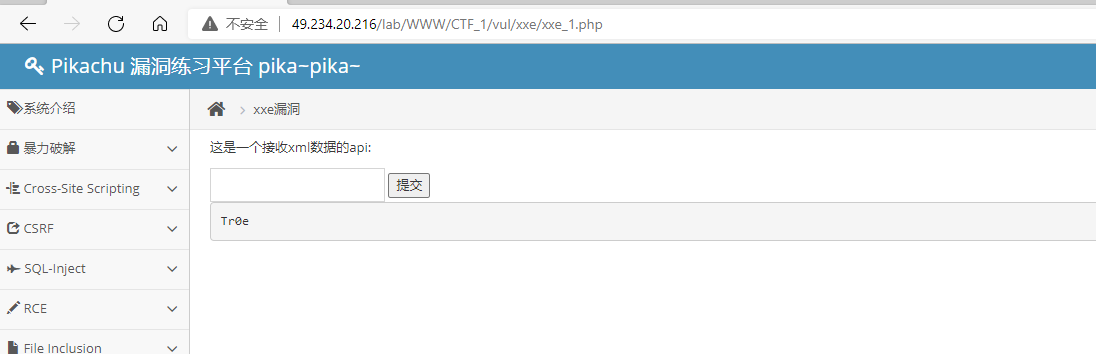 不安全 49.234.20.216/lab/WWW/CTF_1/vul/xxe/xxe_1.php
Pikachu 漏洞练习平台 pika~pika~
系统介绍
xxe漏洞
暴力破解
这是一个接收xml数据的api:
Cross-Site Scripting
提交
CSRF
Tr0e
SQL-Inject
RCE
File Inclusion